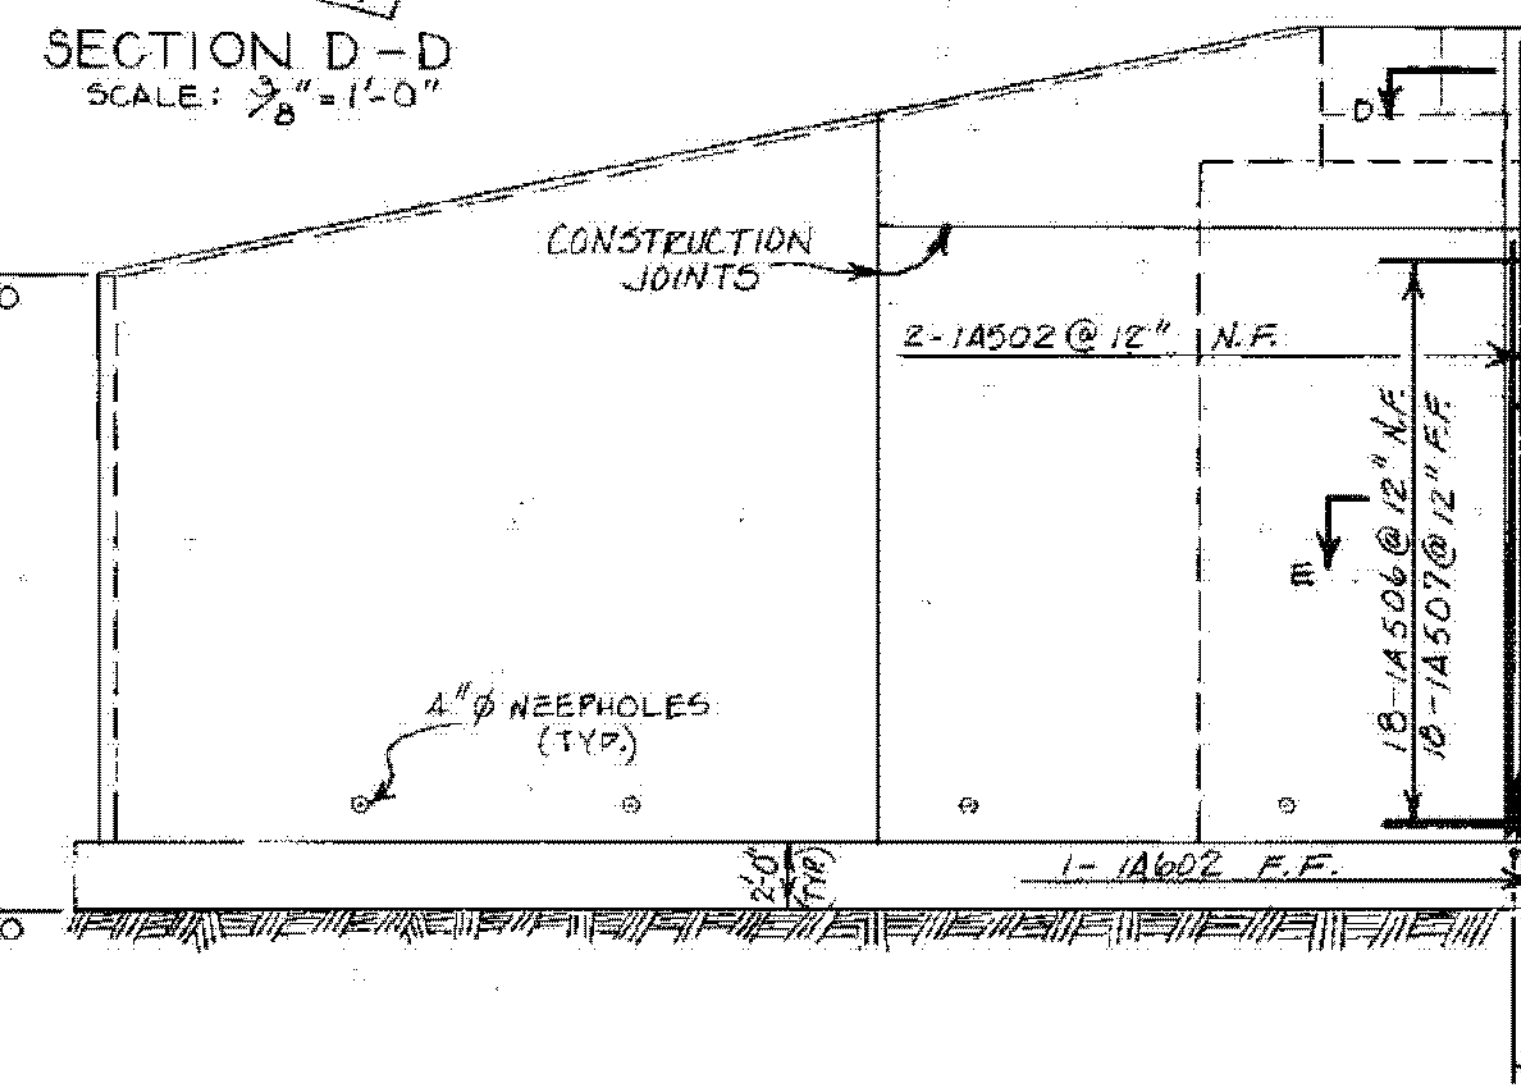 SECTION D-D
SCALE: 3/8" = 1'-0"
D
CONSTRUCTION
JOINTS
2-1A502 @ 12" N.F.
18-1A506 @ 12" N.F.
18-1A507 @ 12" F.F.
E
4" Ø WEEPHOLES
(TYP.)
2'-0"
(TYP.)
1-1A602 F.F.